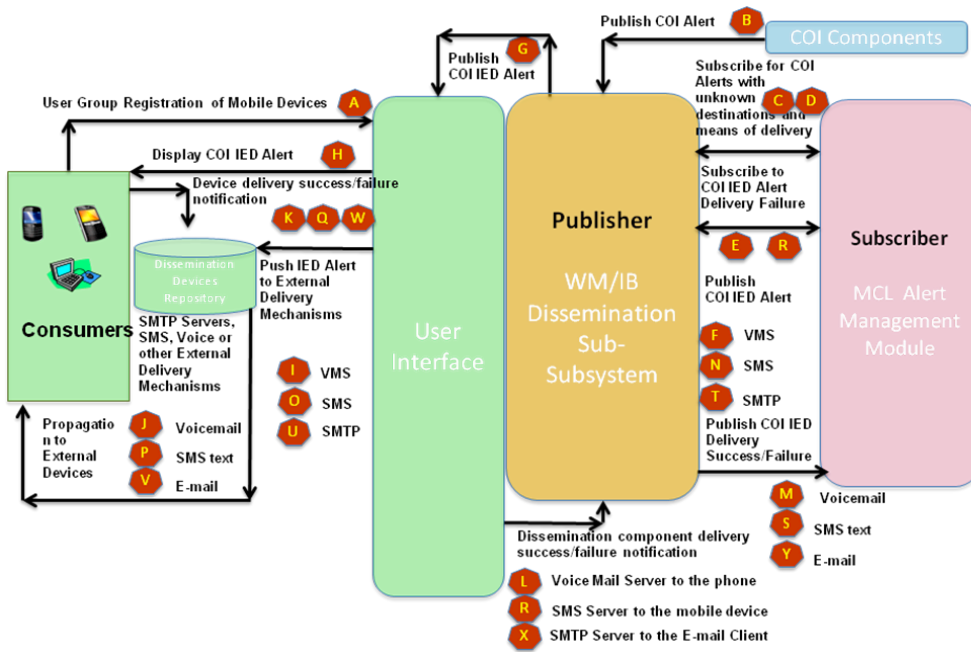 Publish COI Alert
B
COI Components
G
Publish
COI IED Alert
Subscribe for COI
Alerts with
unknown
destinations and
means of delivery
C D
User Group Registration of Mobile Devices
A
Display COI IED Alert
H
Device delivery success/failure
notification
K Q W
Subscribe to
COI IED Alert
Delivery Failure
E R
Publisher
WM/IB
Dissemination
Sub-
Subsystem
Subscriber
MCL Alert
Management
Module
Dissemination
Devices
Repository
Push IED Alert
to External
Delivery
Mechanisms
Consumers
User
Interface
Publish
COI IED Alert
SMTP Servers,
SMS, Voice or
other External
Delivery
Mechanisms
F VMS
N SMS
T SMTP
I VMS
O SMS
U SMTP
Propagatio
n to
External
Devices
J Voicemail
P SMS text
V E-mail
Publish COI IED
Delivery
Success/Failure
M Voicemail
S SMS text
Y E-mail
Dissemination component delivery
success/failure notification
L Voice Mail Server to the phone
R SMS Server to the mobile device
X SMTP Server to the E-mail Client